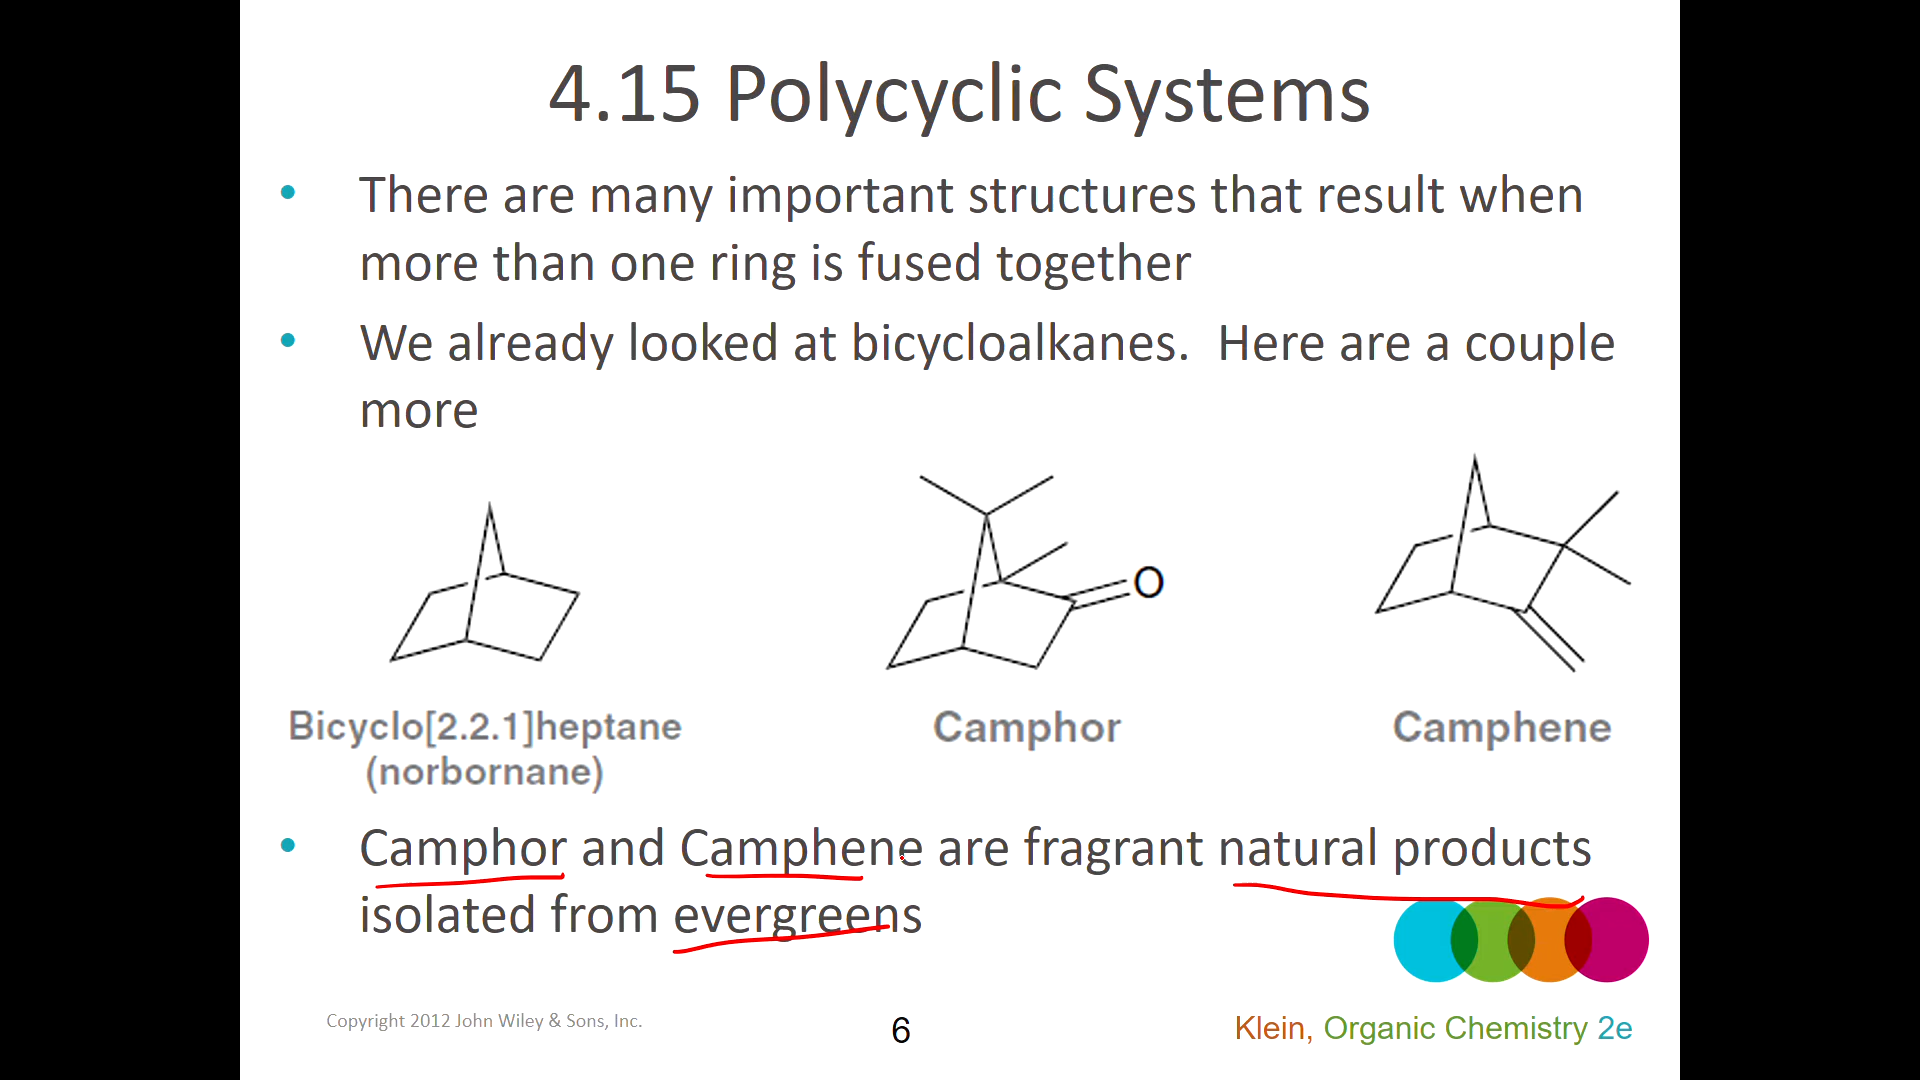 4.15 Polycyclic Systems
• There are many important structures that result when
more than one ring is fused together
• We already looked at bicycloalkanes.  Here are a couple
more
O
Bicyclo[2.2.1]heptane
(norbornane)
Camphor
Camphene
• Camphor and Camphene are fragrant natural products
isolated from evergreens
Copyright 2012 John Wiley & Sons, Inc.
6
Klein, Organic Chemistry 2e